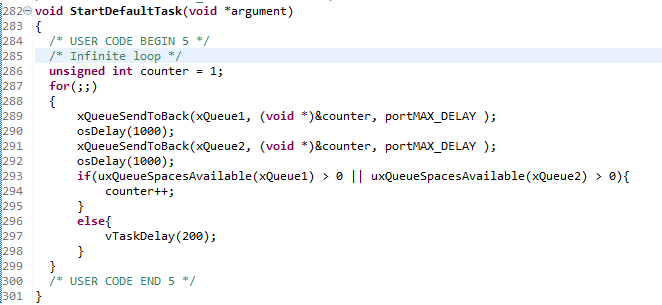 282 void StartDefaultTask(void *argument)
283 {
284 /* USER CODE BEGIN 5 */
285 /* Infinite loop */
286 unsigned int counter = 1;
287 for(;;)
288 {
289 xQueueSendToBack(xQueue1, (void *)&counter, portMAX_DELAY );
290 osDelay(1000);
291 xQueueSendToBack(xQueue2, (void *)&counter, portMAX_DELAY );
292 osDelay(1000);
293 if(uxQueueSpacesAvailable(xQueue1) > 0 || uxQueueSpacesAvailable(xQueue2) > 0){
294 counter++;
295 }
296 else{
297 vTaskDelay(200);
298 }
299 }
300 /* USER CODE END 5 */
301 }